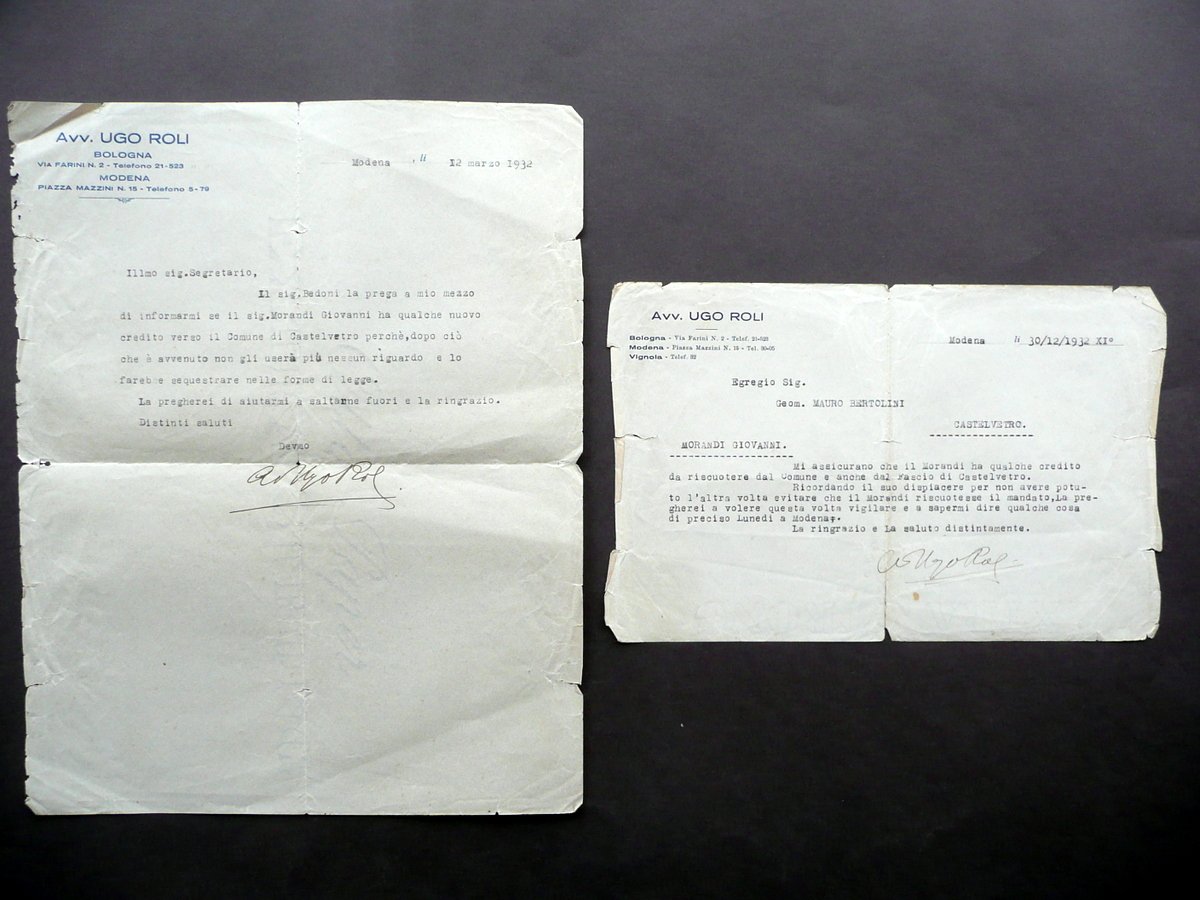 Avv. UGO ROLI
BOLOGNA
VIA FARINI N. 2 - Telefono 21-523
MODENA
PIAZZA MAZZINI N. 15 - Telefono 5-79
Modena , li 12 marzo 1932
Illmo sig.Segretario,
Il sig.Bedoni la prega a mio mezzo
di informarmi se il sig.Morandi Giovanni ha qualche nuovo
credito verso il Comune di Castelvetro perchè,dopo ciò
che è avvenuto non gli userà più nessun riguardo e lo
farebbe sequestrare nelle forme di legge.
La pregherei di aiutarmi a saltarne fuori e la ringrazio.
Distinti saluti
Devmo
Avv. UGO ROLI
Bologna - Via Farini N. 2 - Telef. 21-523
Modena - Piazza Mazzini N. 15 - Tel. 30-05
Vignola - Telef. 32
Modena li 30/12/1932 XI°
Egregio Sig.
Geom. MAURO BERTOLINI
CASTELVETRO.
MORANDI GIOVANNI.
Mi assicurano che il Morandi ha qualche credito
da riscuotere dal Comune e anche dal Fascio di Castelvetro.
Ricordando il suo dispiacere per non avere potu-
to l'altra volta evitare che il Morandi riscuotesse il mandato,La pre-
gherei a volere questa volta vigilare e a sapermi dire qualche cosa
di preciso Lunedi a Modena.
La ringrazio e La saluto distintamente.